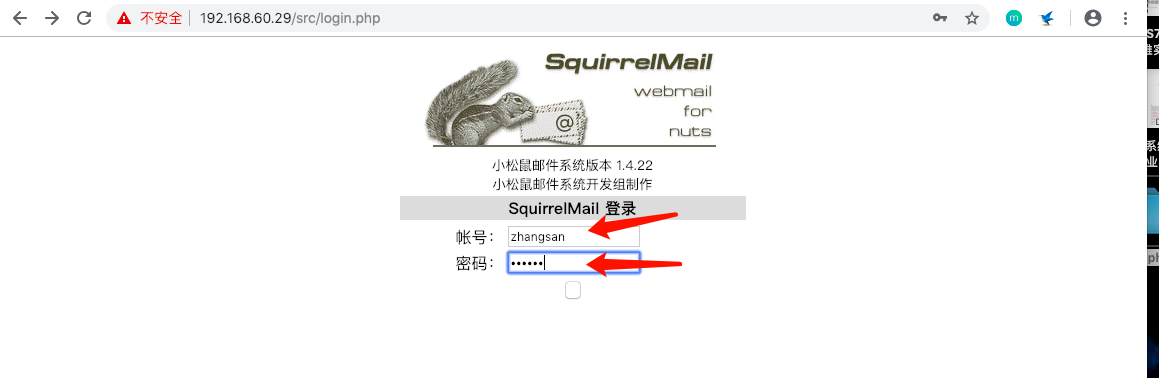 不安全 192.168.60.29/src/login.php
SquirrelMail
webmail
for
nuts
@
小松鼠邮件系统版本 1.4.22
小松鼠邮件系统开发组制作
SquirrelMail 登录
帐号： zhangsan
密码： ••••••